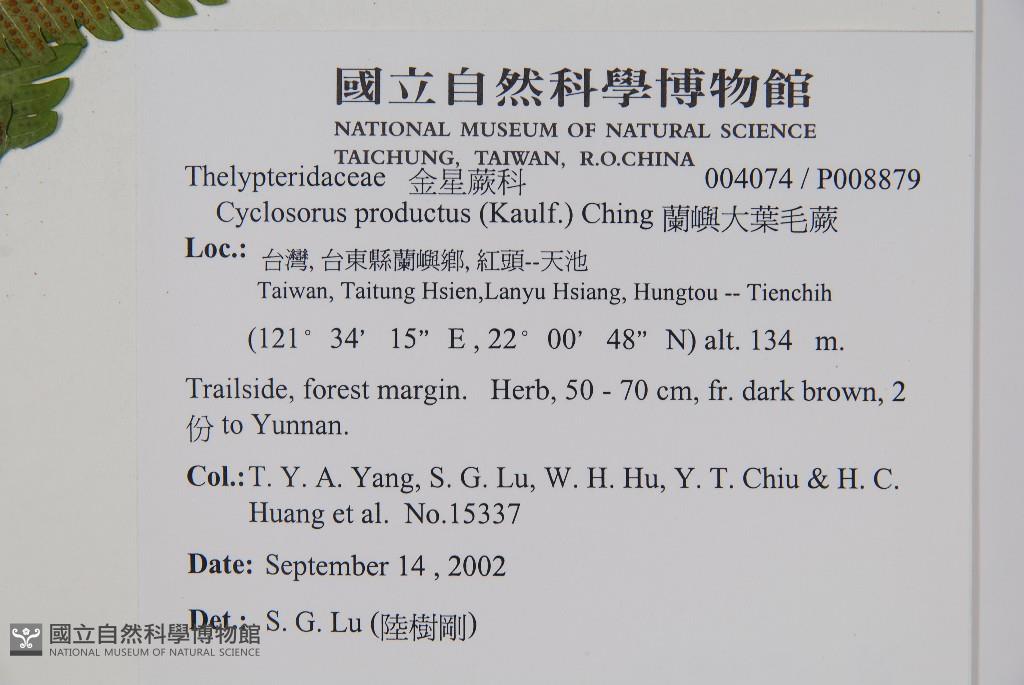 國立自然科學博物館
NATIONAL MUSEUM OF NATURAL SCIENCE
TAICHUNG, TAIWAN, R.O.CHINA
Thelypteridaceae 金星蕨科 004074 / P008879
Cyclosorus productus (Kaulf.) Ching 蘭嶼大葉毛蕨
Loc.: 台灣, 台東縣蘭嶼鄉, 紅頭--天池
Taiwan, Taitung Hsien,Lanyu Hsiang, Hungtou -- Tienchih
(121° 34’ 15” E , 22° 00’ 48” N) alt. 134 m.
Trailside, forest margin. Herb, 50 - 70 cm, fr. dark brown, 2
份 to Yunnan.
Col.: T. Y. A. Yang, S. G. Lu, W. H. Hu, Y. T. Chiu & H. C.
Huang et al. No.15337
Date: September 14 , 2002
Det.: S. G. Lu (陸樹剛)
國立自然科學博物館
NATIONAL MUSEUM OF NATURAL SCIENCE